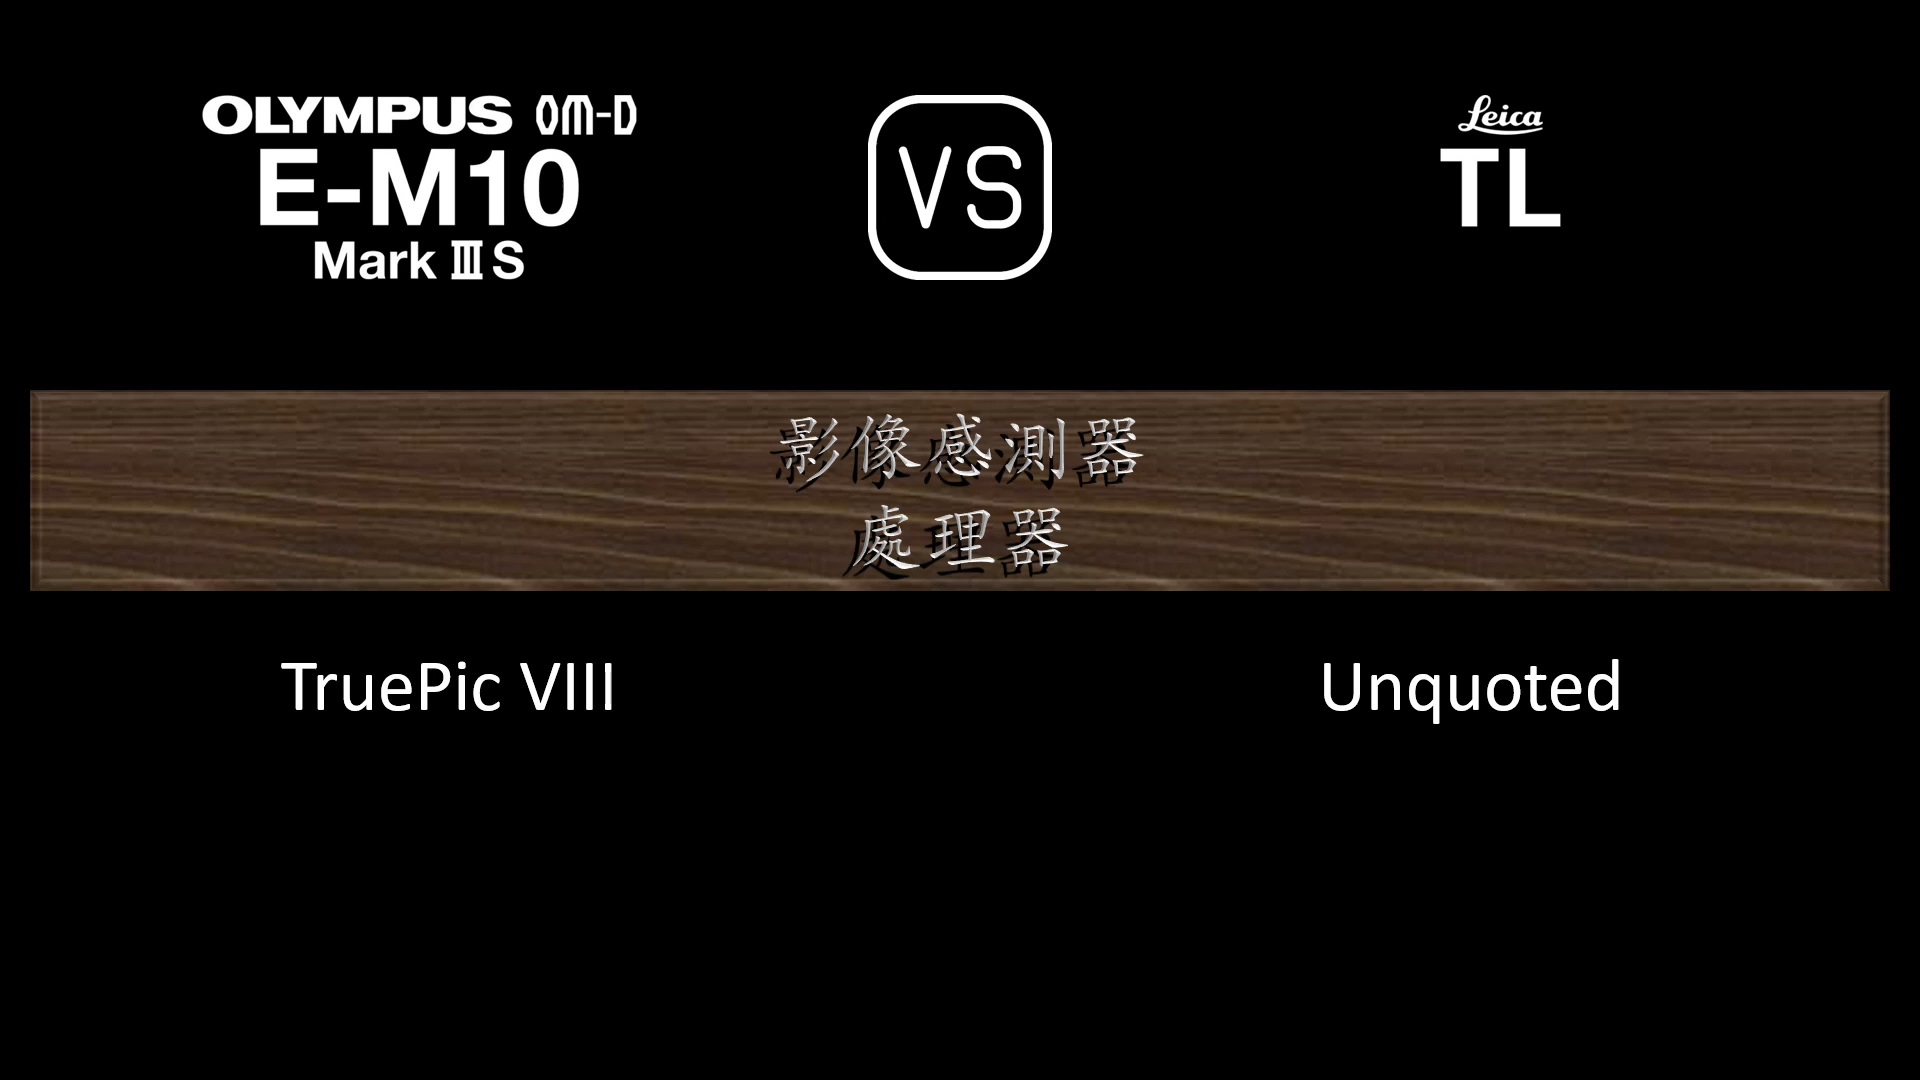 OLYMPUS OM-D
E-M10
Mark III S
VS
Leica
TL
影像感測器
處理器
TruePic VIII
Unquoted